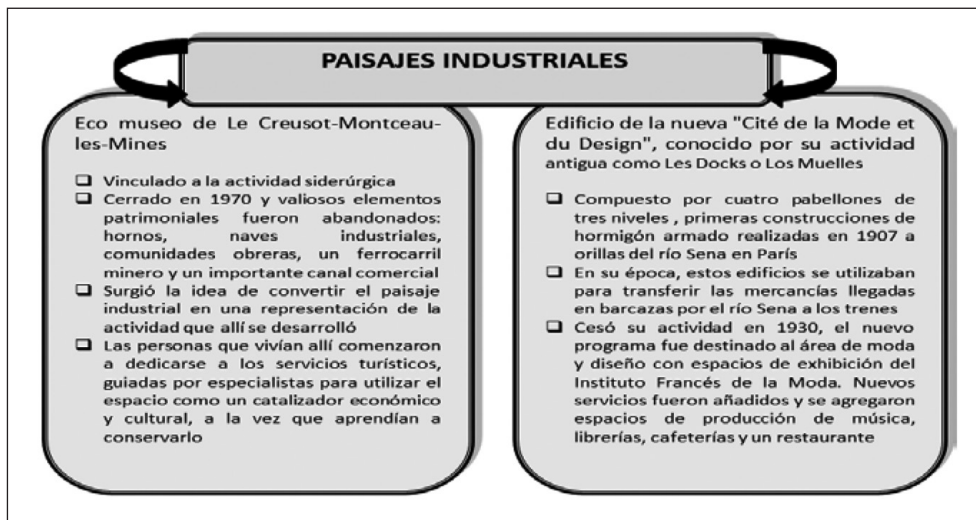 PAISAJES INDUSTRIALES
Eco museo de Le Creusot-Montceau-
les-Mines
❑ Vinculado a la actividad siderúrgica
❑ Cerrado en 1970 y valiosos elementos
patrimoniales fueron abandonados:
hornos, naves industriales,
comunidades obreras, un ferrocarril
minero y un importante canal comercial
❑ Surgió la idea de convertir el paisaje
industrial en una representación de la
actividad que allí se desarrolló
❑ Las personas que vivían allí comenzaron
a dedicarse a los servicios turísticos,
guiadas por especialistas para utilizar el
espacio como un catalizador económico
y cultural, a la vez que aprendían a
conservarlo
Edificio de la nueva "Cité de la Mode et
du Design", conocido por su actividad
antigua como Les Docks o Los Muelles
❑ Compuesto por cuatro pabellones de
tres niveles , primeras construcciones de
hormigón armado realizadas en 1907 a
orillas del río Sena en París
❑ En su época, estos edificios se utilizaban
para transferir las mercancías llegadas
en barcazas por el río Sena a los trenes
❑ Cesó su actividad en 1930, el nuevo
programa fue destinado al área de moda
y diseño con espacios de exhibición del
Instituto Francés de la Moda. Nuevos
servicios fueron añadidos y se agregaron
espacios de producción de música,
librerías, cafeterías y un restaurante